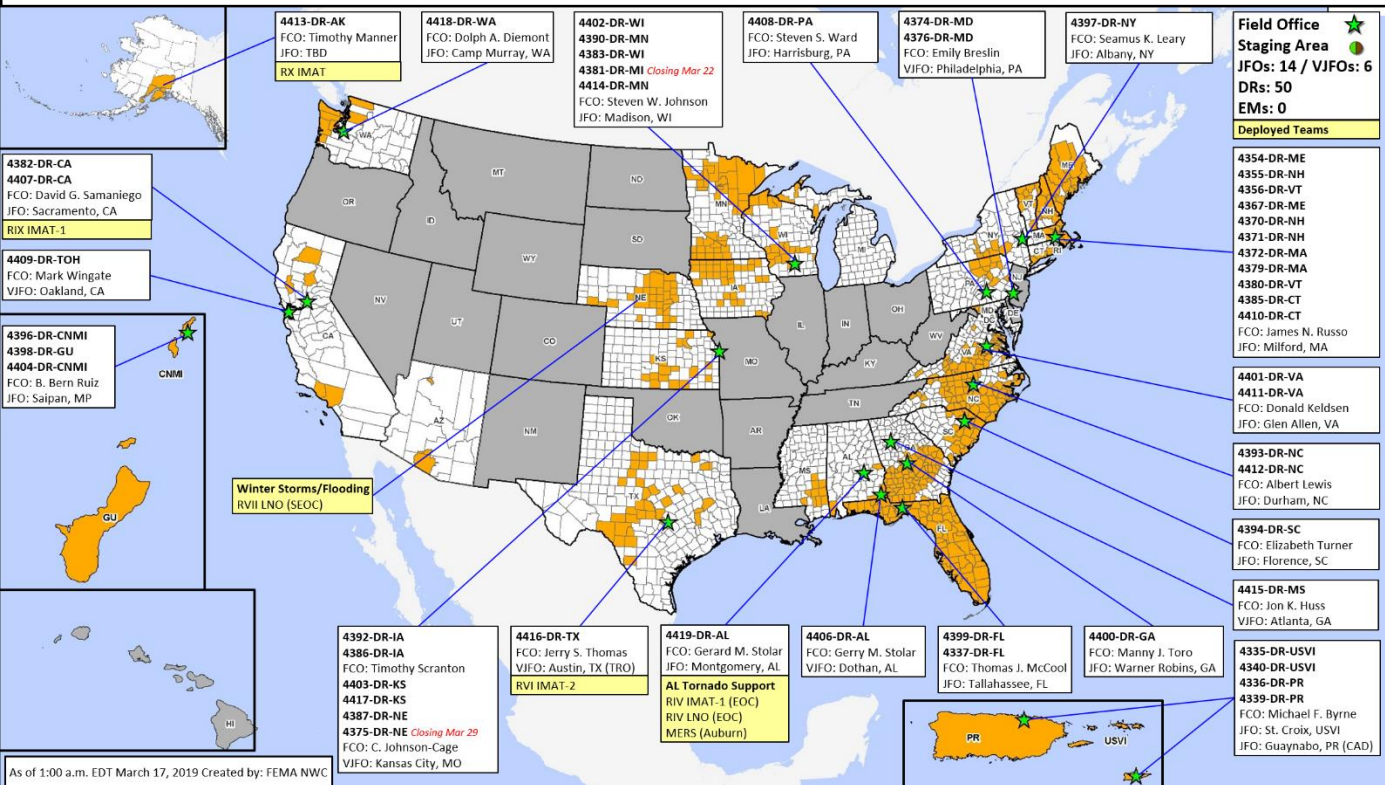 4413-DR-AK
FCO: Timothy Manner
JFO: TBD
RX IMAT
4418-DR-WA
FCO: Dolph A. Diemont
JFO: Camp Murray, WA
4402-DR-WI
4390-DR-MN
4383-DR-WI
4381-DR-MI Closing Mar 22
4414-DR-MN
FCO: Steven W. Johnson
JFO: Madison, WI
4408-DR-PA
FCO: Steven S. Ward
JFO: Harrisburg, PA
4374-DR-MD
4376-DR-MD
FCO: Emily Breslin
VJFO: Philadelphia, PA
4397-DR-NY
FCO: Seamus K. Leary
JFO: Albany, NY
Field Office
Staging Area
JFOs: 14 / VJFOs: 6
DRs: 50
EMs: 0
Deployed Teams
4382-DR-CA
4407-DR-CA
FCO: David G. Samaniego
JFO: Sacramento, CA
RIX IMAT-1
4409-DR-TOH
FCO: Mark Wingate
VJFO: Oakland, CA
4396-DR-CNMI
4398-DR-GU
4404-DR-CNMI
FCO: B. Bern Ruiz
JFO: Saipan, MP
CNMI
GU
HI
WA
OR
CA
NV
ID
MT
WY
UT
AZ
CO
NM
ND
SD
NE
KS
OK
TX
MN
IA
MO
AR
LA
WI
IL
MI
IN
OH
KY
TN
MS
AL
GA
FL
SC
NC
VA
WV
MD
DC
DE
PA
NJ
NY
CT
RI
MA
VT
NH
ME
Winter Storms/Flooding
RVII LNO (SEOC)
4354-DR-ME
4355-DR-NH
4356-DR-VT
4367-DR-ME
4370-DR-NH
4371-DR-NH
4372-DR-MA
4379-DR-MA
4380-DR-VT
4385-DR-CT
4410-DR-CT
FCO: James N. Russo
JFO: Milford, MA
4401-DR-VA
4411-DR-VA
FCO: Donald Keldsen
JFO: Glen Allen, VA
4393-DR-NC
4412-DR-NC
FCO: Albert Lewis
JFO: Durham, NC
4394-DR-SC
FCO: Elizabeth Turner
JFO: Florence, SC
4415-DR-MS
FCO: Jon K. Huss
VJFO: Atlanta, GA
4392-DR-IA
4386-DR-IA
FCO: Timothy Scranton
4403-DR-KS
4417-DR-KS
4387-DR-NE
4375-DR-NE Closing Mar 29
FCO: C. Johnson-Cage
VJFO: Kansas City, MO
4416-DR-TX
FCO: Jerry S. Thomas
VJFO: Austin, TX (TRO)
RVI IMAT-2
4419-DR-AL
FCO: Gerard M. Stolar
JFO: Montgomery, AL
AL Tornado Support
RIV IMAT-1 (EOC)
RIV LNO (EOC)
MERS (Auburn)
4406-DR-AL
FCO: Gerry M. Stolar
VJFO: Dothan, AL
4399-DR-FL
4337-DR-FL
FCO: Thomas J. McCool
JFO: Tallahassee, FL
4400-DR-GA
FCO: Manny J. Toro
JFO: Warner Robins, GA
4335-DR-USVI
4340-DR-USVI
4336-DR-PR
4339-DR-PR
FCO: Michael F. Byrne
JFO: St. Croix, USVI
JFO: Guaynabo, PR (CAD)
PR
USVI
As of 1:00 a.m. EDT March 17, 2019 Created by: FEMA NWC